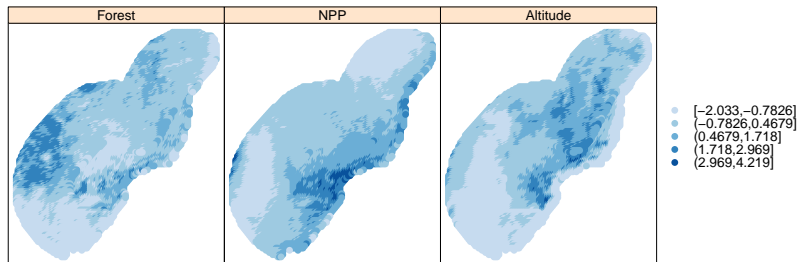 Forest
NPP
Altitude
[−2.033,−0.7826]
(−0.7826,0.4679]
(0.4679,1.718]
(1.718,2.969]
(2.969,4.219]